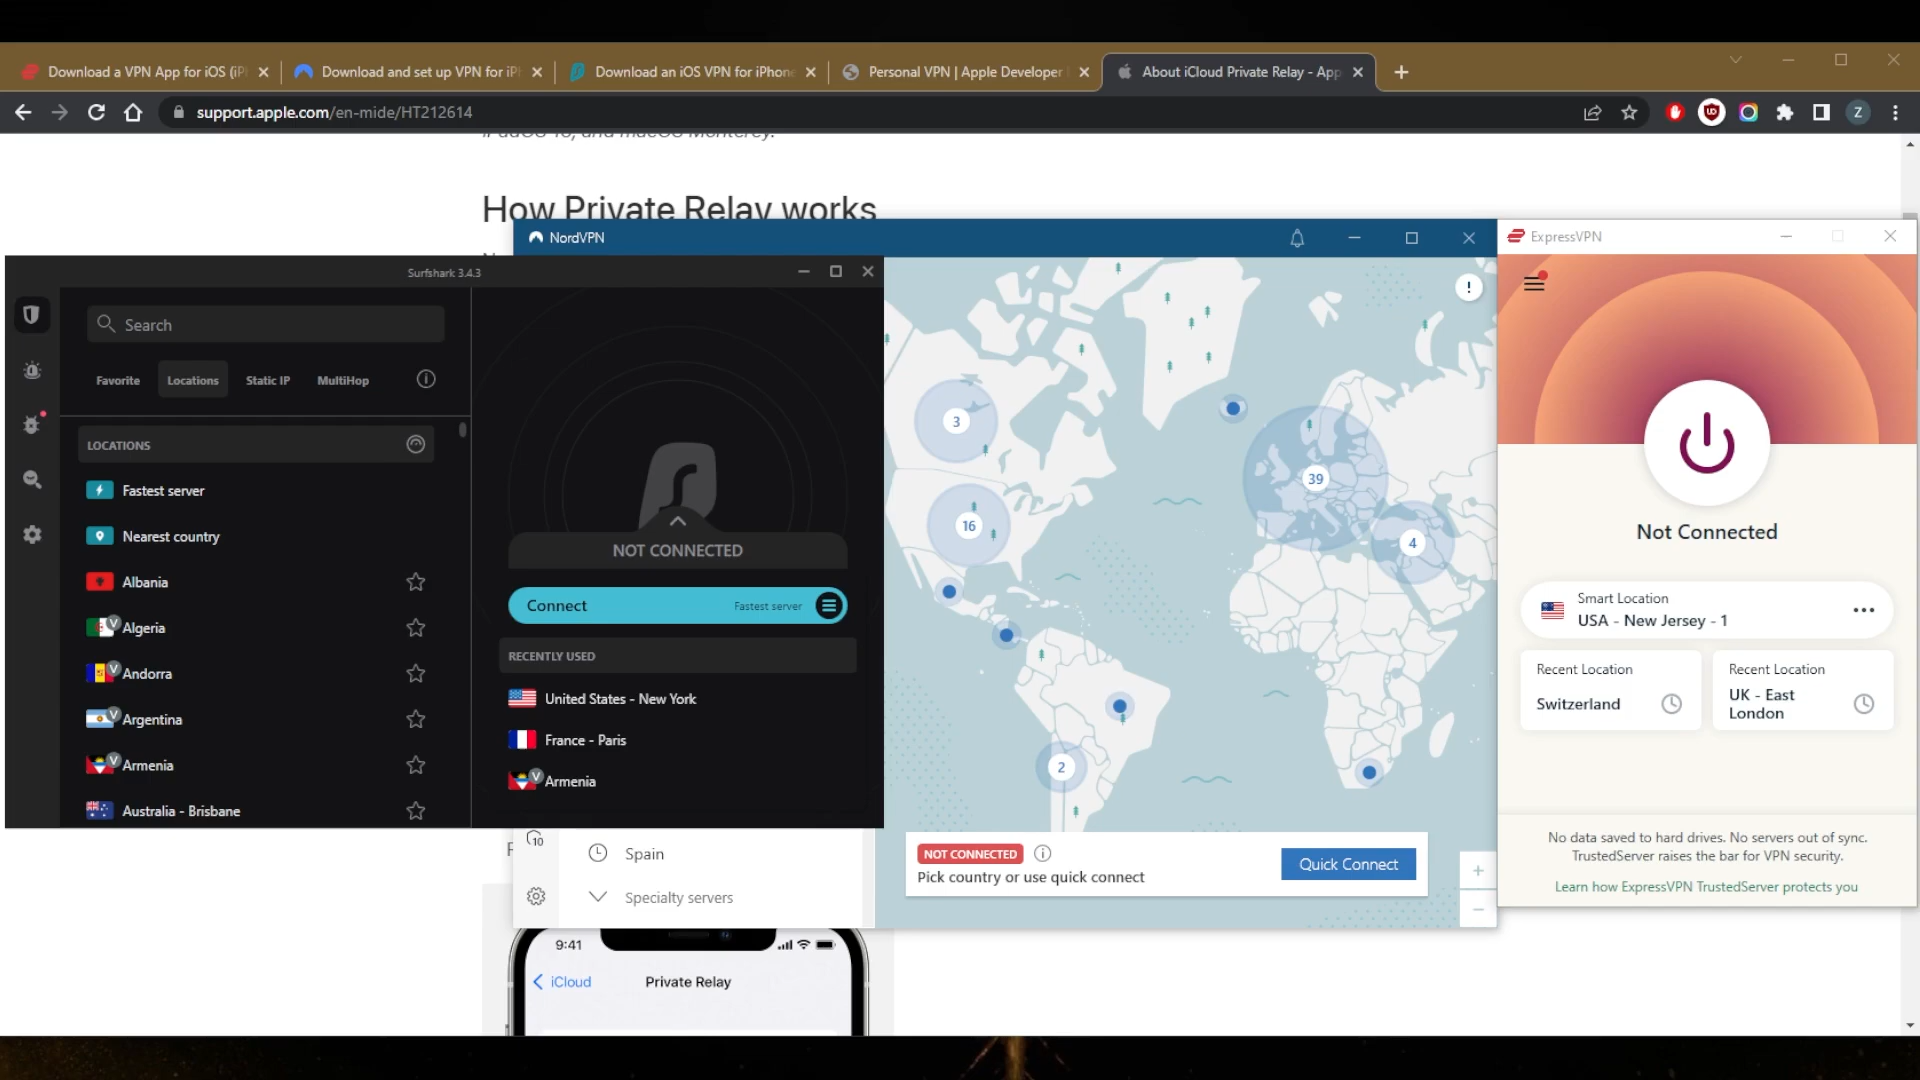 Download a VPN App for iOS (iP
Download and set up VPN for iP
Download an iOS VPN for iPhone
Personal VPN | Apple Developer
About iCloud Private Relay - App
support.apple.com/en-mide/HT212614
Z
iPadOS 15, and macOS Monterey.
How Private Relay works
NordVPN
ExpressVPN
Surfshark 3.4.3
Search
Favorite
Locations
Static IP
MultiHop
LOCATIONS
Fastest server
Nearest country
Albania
V Algeria
V Andorra
V Argentina
V Armenia
Australia - Brisbane
NOT CONNECTED
Connect
Fastest server
RECENTLY USED
United States - New York
France - Paris
V Armenia
3
16
39
4
2
!
10
Spain
Specialty servers
NOT CONNECTED
Pick country or use quick connect
Quick Connect
+
−
Not Connected
Smart Location
USA - New Jersey - 1
Recent Location
Switzerland
Recent Location
UK - East
London
No data saved to hard drives. No servers out of sync.
TrustedServer raises the bar for VPN security.
Learn how ExpressVPN TrustedServer protects you
9:41
iCloud
Private Relay